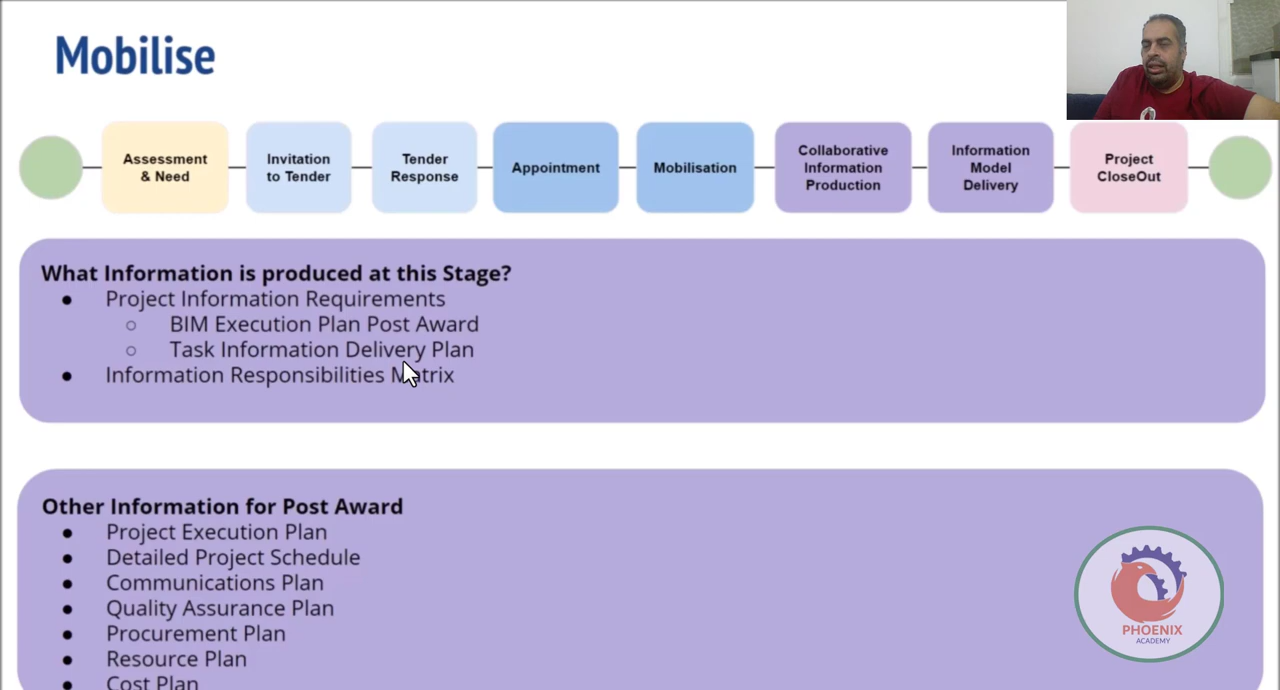 Mobilise
Assessment
& Need
Invitation
to Tender
Tender
Response
Appointment
Mobilisation
Collaborative
Information
Production
Information
Model
Delivery
Project
CloseOut
What Information is produced at this Stage?
● Project Information Requirements
○ BIM Execution Plan Post Award
○ Task Information Delivery Plan
● Information Responsibilities Matrix
Other Information for Post Award
● Project Execution Plan
● Detailed Project Schedule
● Communications Plan
● Quality Assurance Plan
● Procurement Plan
● Resource Plan
● Cost Plan
PHOENIX
ACADEMY